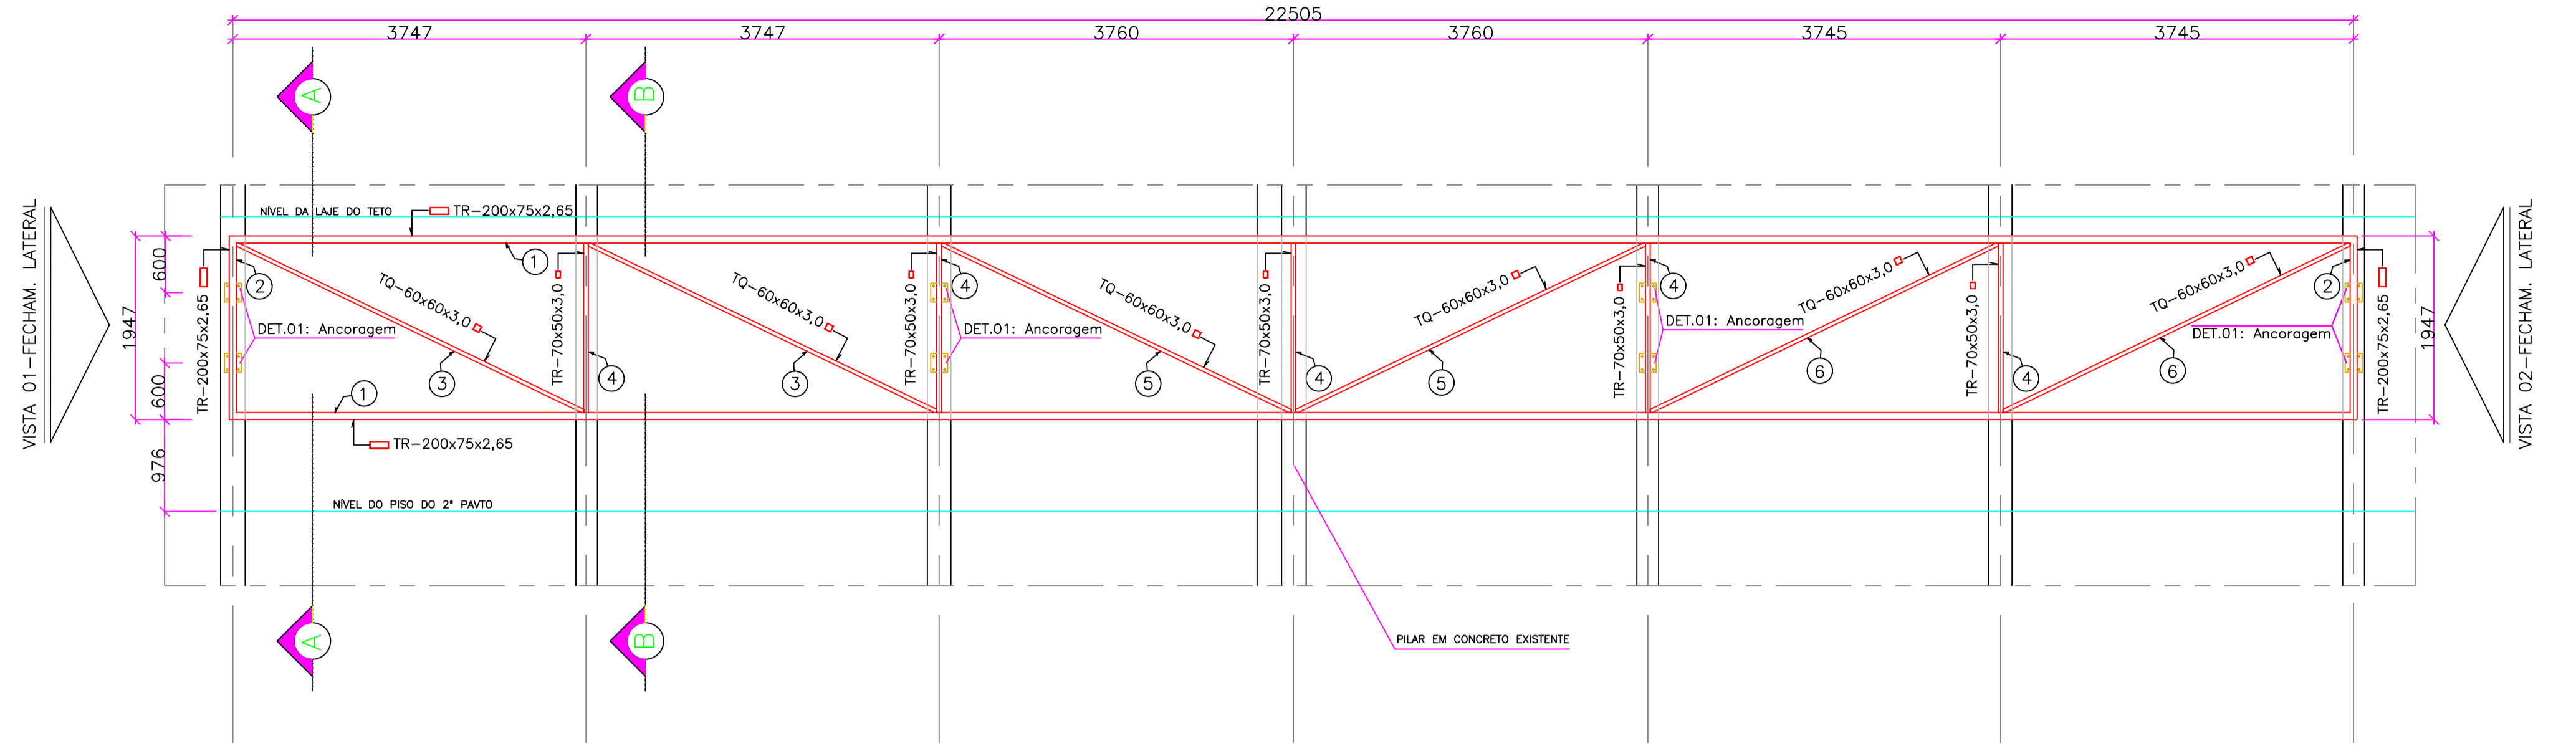 22505
3747
3747
3760
3760
3745
3745
A
B
VISTA 01-FECHAM. LATERAL
VISTA 02-FECHAM. LATERAL
NÍVEL DA LAJE DO TETO
TR-200x75x2,65
1
600
1947
600
976
TR-200x75x2,65
2
TQ-60x60x3,0
DET.01: Ancoragem
3
1
TR-200x75x2,65
TR-70x50x3,0
4
TQ-60x60x3,0
3
TR-70x50x3,0
4
DET.01: Ancoragem
TQ-60x60x3,0
5
TR-70x50x3,0
4
TQ-60x60x3,0
5
TR-70x50x3,0
4
DET.01: Ancoragem
TQ-60x60x3,0
6
TR-70x50x3,0
4
TQ-60x60x3,0
6
2
DET.01: Ancoragem
TR-200x75x2,65
1947
NÍVEL DO PISO DO 2° PAVTO
PILAR EM CONCRETO EXISTENTE
A
B